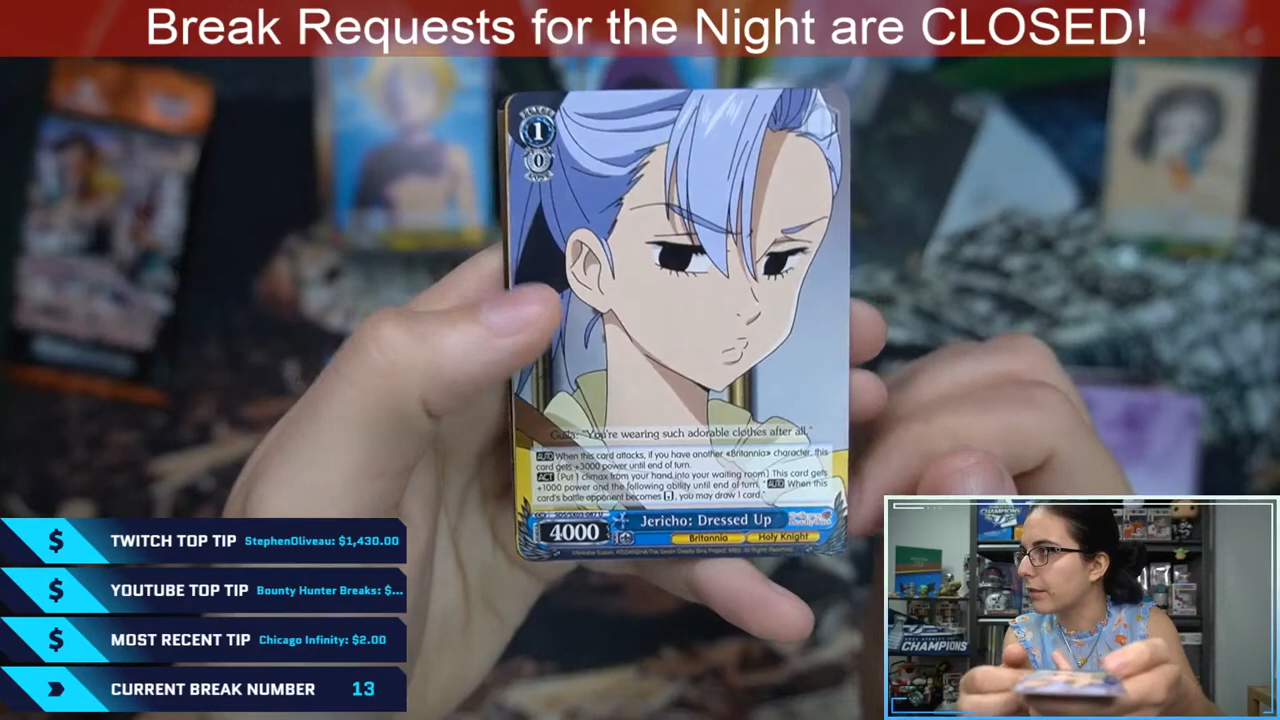 Break Requests for the Night are CLOSED!
1
0
Guila: "You're wearing such adorable clothes after all."
AUTO When this card attacks, if you have another «Britannia» character, this
card gets +3000 power until end of turn.
ACT [Put 1 climax from your hand into your waiting room] This card gets
+1000 power and the following ability until end of turn. "AUTO When this
card's battle opponent becomes , you may draw 1 card."
4000
Jericho: Dressed Up
Britannia Holy Knight
$ TWITCH TOP TIP StephenOliveau: $1,430.00
$ YOUTUBE TOP TIP Bounty Hunter Breaks: $...
$ MOST RECENT TIP Chicago Infinity: $2.00
CURRENT BREAK NUMBER 13
CHAMPIONS
CHAMPIONS